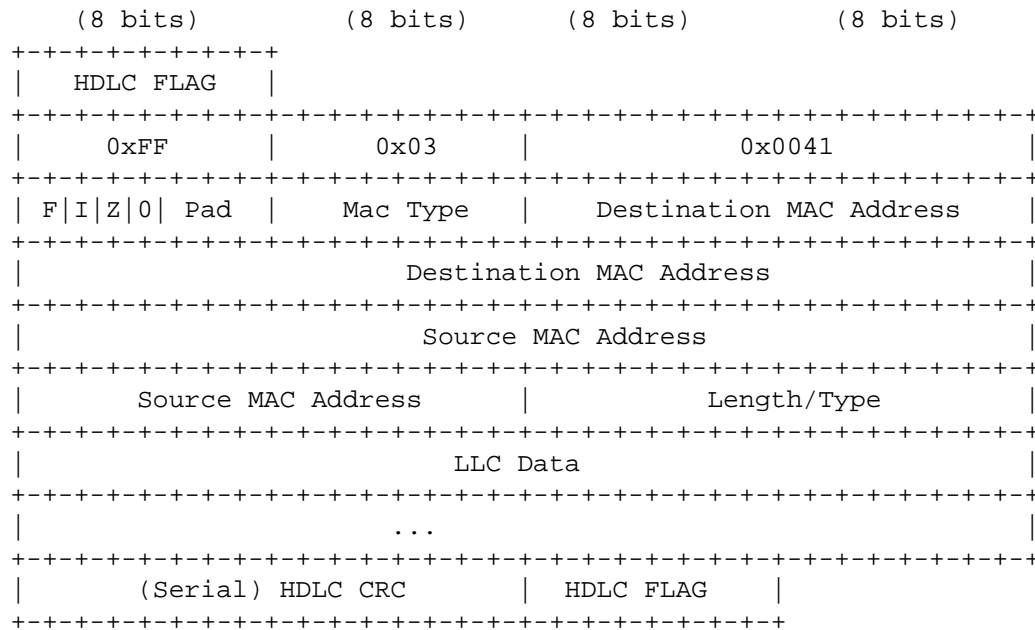 (8 bits) (8 bits) (8 bits) (8 bits)
+-+-+-+-+-+-+-+-+
| HDLC FLAG |
+-+-+-+-+-+-+-+-+-+-+-+-+-+-+-+-+-+-+-+-+-+-+-+-+-+-+-+-+-+-+-+-+
| 0xFF | 0x03 | 0x0041 |
+-+-+-+-+-+-+-+-+-+-+-+-+-+-+-+-+-+-+-+-+-+-+-+-+-+-+-+-+-+-+-+-+
| F|I|Z|0| Pad | Mac Type | Destination MAC Address |
+-+-+-+-+-+-+-+-+-+-+-+-+-+-+-+-+-+-+-+-+-+-+-+-+-+-+-+-+-+-+-+-+
| Destination MAC Address |
+-+-+-+-+-+-+-+-+-+-+-+-+-+-+-+-+-+-+-+-+-+-+-+-+-+-+-+-+-+-+-+-+
| Source MAC Address |
+-+-+-+-+-+-+-+-+-+-+-+-+-+-+-+-+-+-+-+-+-+-+-+-+-+-+-+-+-+-+-+-+
| Source MAC Address | Length/Type |
+-+-+-+-+-+-+-+-+-+-+-+-+-+-+-+-+-+-+-+-+-+-+-+-+-+-+-+-+-+-+-+-+
| LLC Data |
+-+-+-+-+-+-+-+-+-+-+-+-+-+-+-+-+-+-+-+-+-+-+-+-+-+-+-+-+-+-+-+-+
| ... |
+-+-+-+-+-+-+-+-+-+-+-+-+-+-+-+-+-+-+-+-+-+-+-+-+-+-+-+-+-+-+-+-+
| (Serial) HDLC CRC | HDLC FLAG |
+-+-+-+-+-+-+-+-+-+-+-+-+-+-+-+-+-+-+-+-+-+-+-+-+